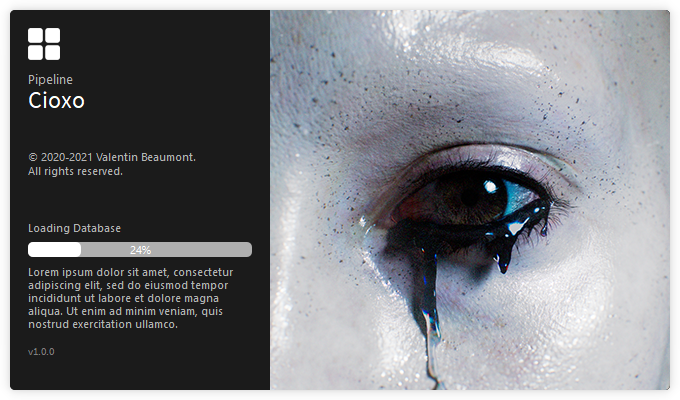 Pipeline
Cioxo
© 2020-2021 Valentin Beaumont.
All rights reserved.
Loading Database
24%
Lorem ipsum dolor sit amet, consectetur
adipiscing elit, sed do eiusmod tempor
incididunt ut labore et dolore magna
aliqua. Ut enim ad minim veniam, quis
nostrud exercitation ullamco.
v1.0.0